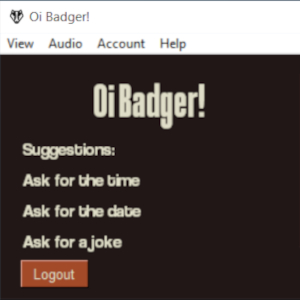 Oi Badger!
View Audio Account Help
Oi Badger!
Suggestions:
Ask for the time
Ask for the date
Ask for a joke
Logout